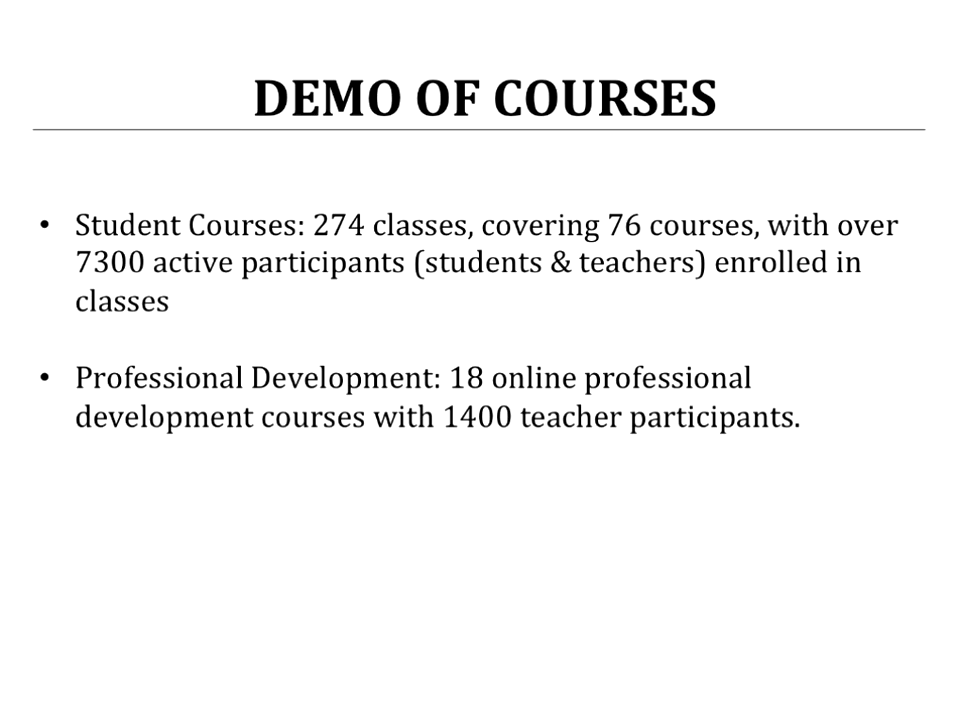 DEMO OF COURSES
• Student Courses: 274 classes, covering 76 courses, with over
7300 active participants (students & teachers) enrolled in
classes
• Professional Development: 18 online professional
development courses with 1400 teacher participants.